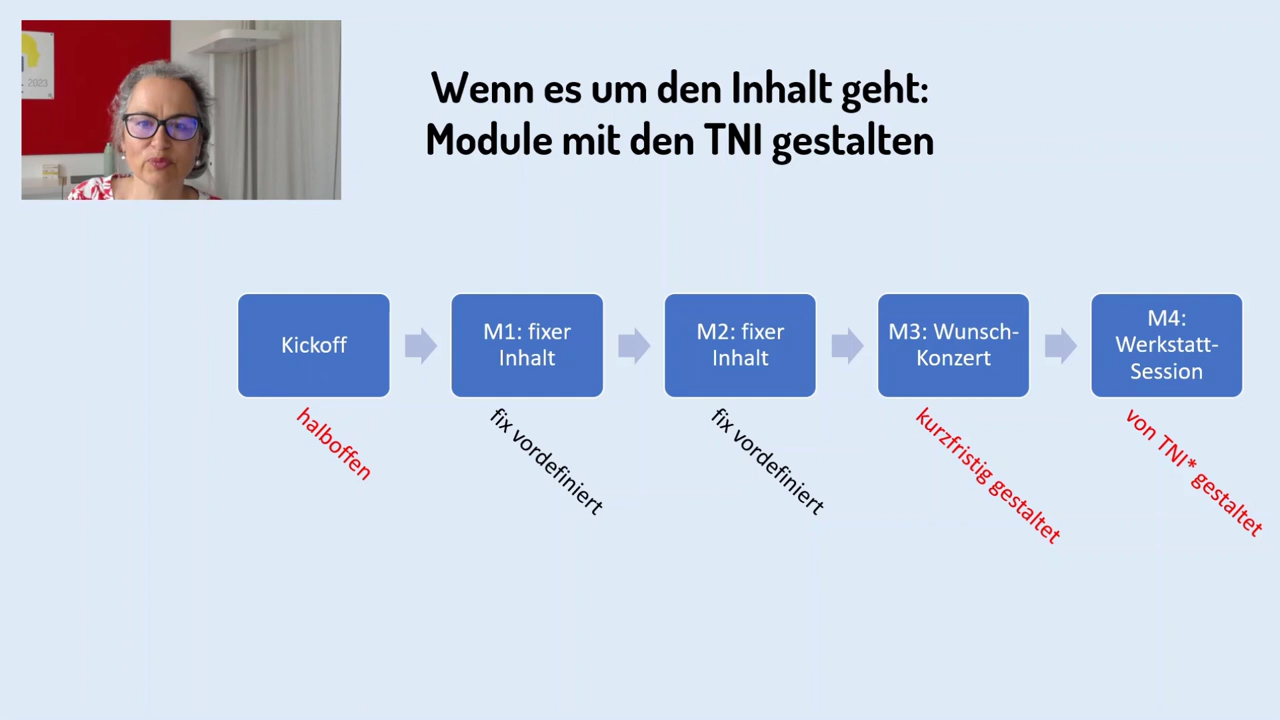 2023
Wenn es um den Inhalt geht:
Module mit den TNI gestalten
Kickoff
M1: fixer
Inhalt
M2: fixer
Inhalt
M3: Wunsch-
Konzert
M4:
Werkstatt-
Session
halboffen
fix vordefiniert
fix vordefiniert
kurzfristig gestaltet
von TNI* gestaltet